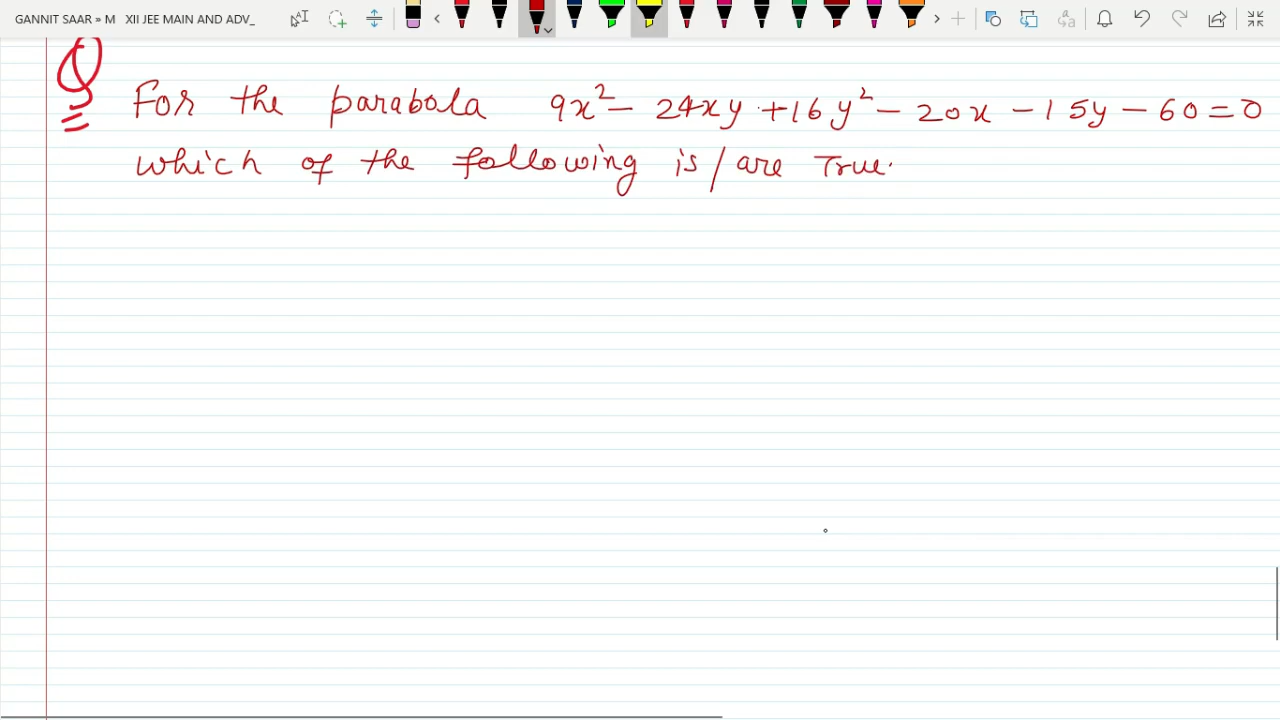 GANNIT SAAR » M XII JEE MAIN AND ADV_
Q For the parabola 9x² - 24xy + 16y² - 20x - 15y - 60 = 0
which of the following is/are True.